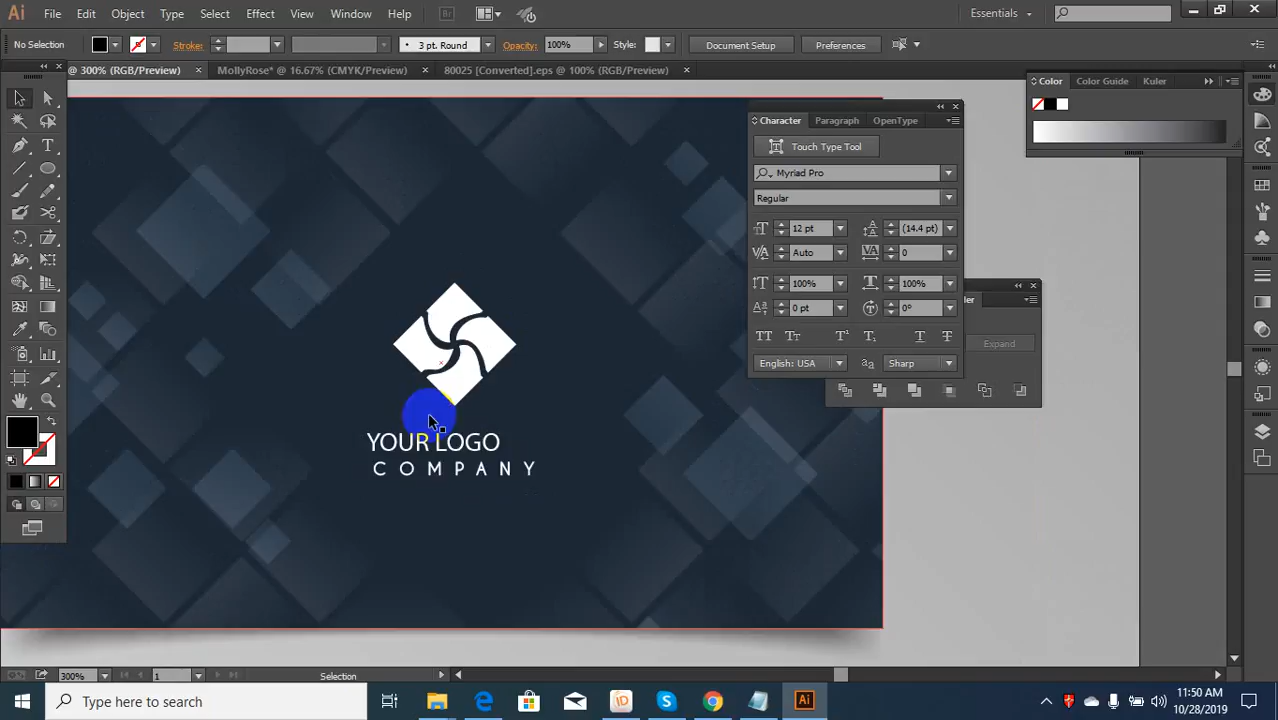 Ai File Edit Object Type Select Effect View Window Help Br Essentials
No Selection Stroke: 3 pt. Round Opacity: 100% Style: Document Setup Preferences
@ 300% (RGB/Preview) × MollyRose* @ 16.67% (CMYK/Preview) × 80025 [Converted].eps @ 100% (RGB/Preview) ×
Color Color Guide Kuler
Character Paragraph OpenType
Touch Type Tool
Myriad Pro
Regular
12 pt (14.4 pt)
Auto 0
100% 100%
0 pt 0°
English: USA Sharp
Expand
YOUR LOGO
COMPANY
300% 1 Selection
Type here to search
11:50 AM
10/28/2019